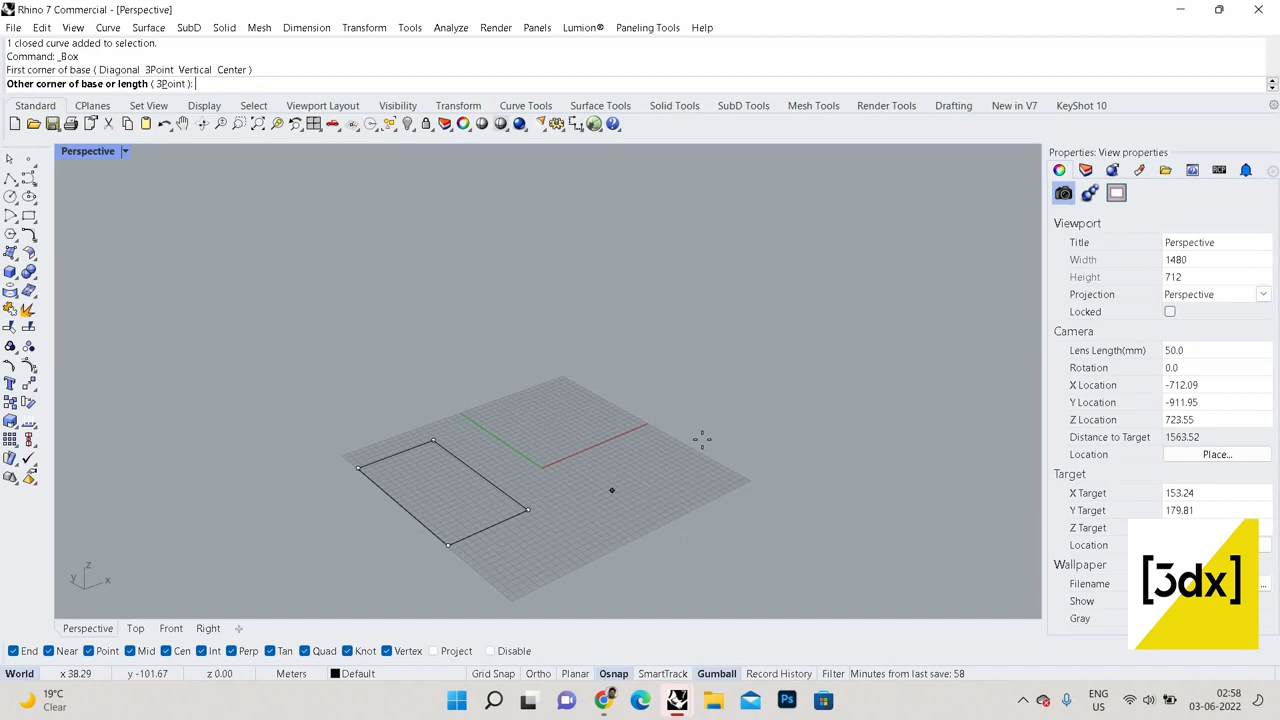 Rhino 7 Commercial - [Perspective]
File Edit View Curve Surface SubD Solid Mesh Dimension Transform Tools Analyze Render Panels Lumion® Paneling Tools Help
1 closed curve added to selection.
Command: _Box
First corner of base ( Diagonal 3Point Vertical Center )
Other corner of base or length ( 3Point ):
Standard CPlanes Set View Display Select Viewport Layout Visibility Transform Curve Tools Surface Tools Solid Tools SubD Tools Mesh Tools Render Tools Drafting New in V7 KeyShot 10
Perspective
Properties: View properties
RCP
Viewport
Title Perspective
Width 1480
Height 712
Projection Perspective
Locked
Camera
Lens Length(mm) 50.0
Rotation 0.0
X Location -712.09
Y Location -911.95
Z Location 723.55
Distance to Target 1563.52
Location Place...
Target
X Target 153.24
Y Target 179.81
Z Target
Location
Wallpaper
Filename ...
Show
Gray
[3dx]
z
y x
Perspective Top Front Right
End Near Point Mid Cen Int Perp Tan Quad Knot Vertex Project Disable
World x 38.29 y -101.67 z 0.00 Meters Default Grid Snap Ortho Planar Osnap SmartTrack Gumball Record History Filter Minutes from last save: 58
19°C
Clear
Ps
ENG
US
02:58
03-06-2022